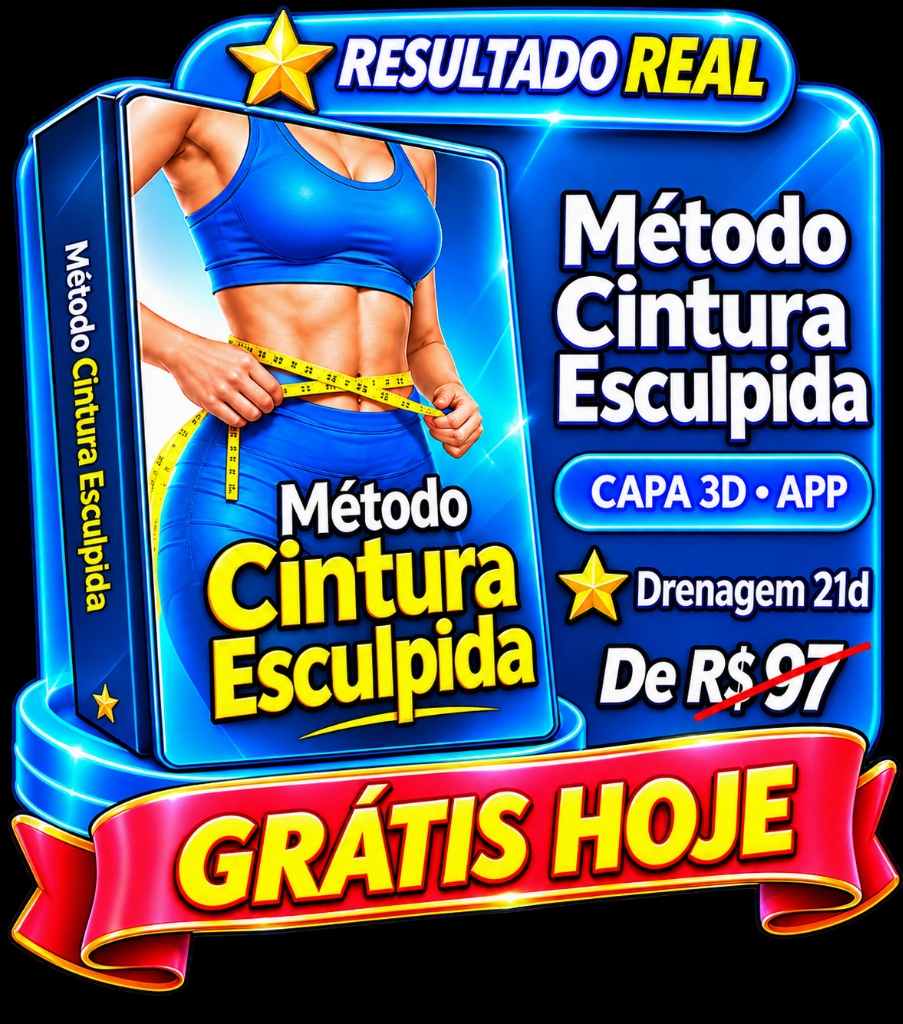 RESULTADO REAL
Método Cintura Esculpida
Método
Cintura
Esculpida
Método
Cintura
Esculpida
CAPA 3D • APP
Drenagem 21d
De R$ 97
GRÁTIS HOJE